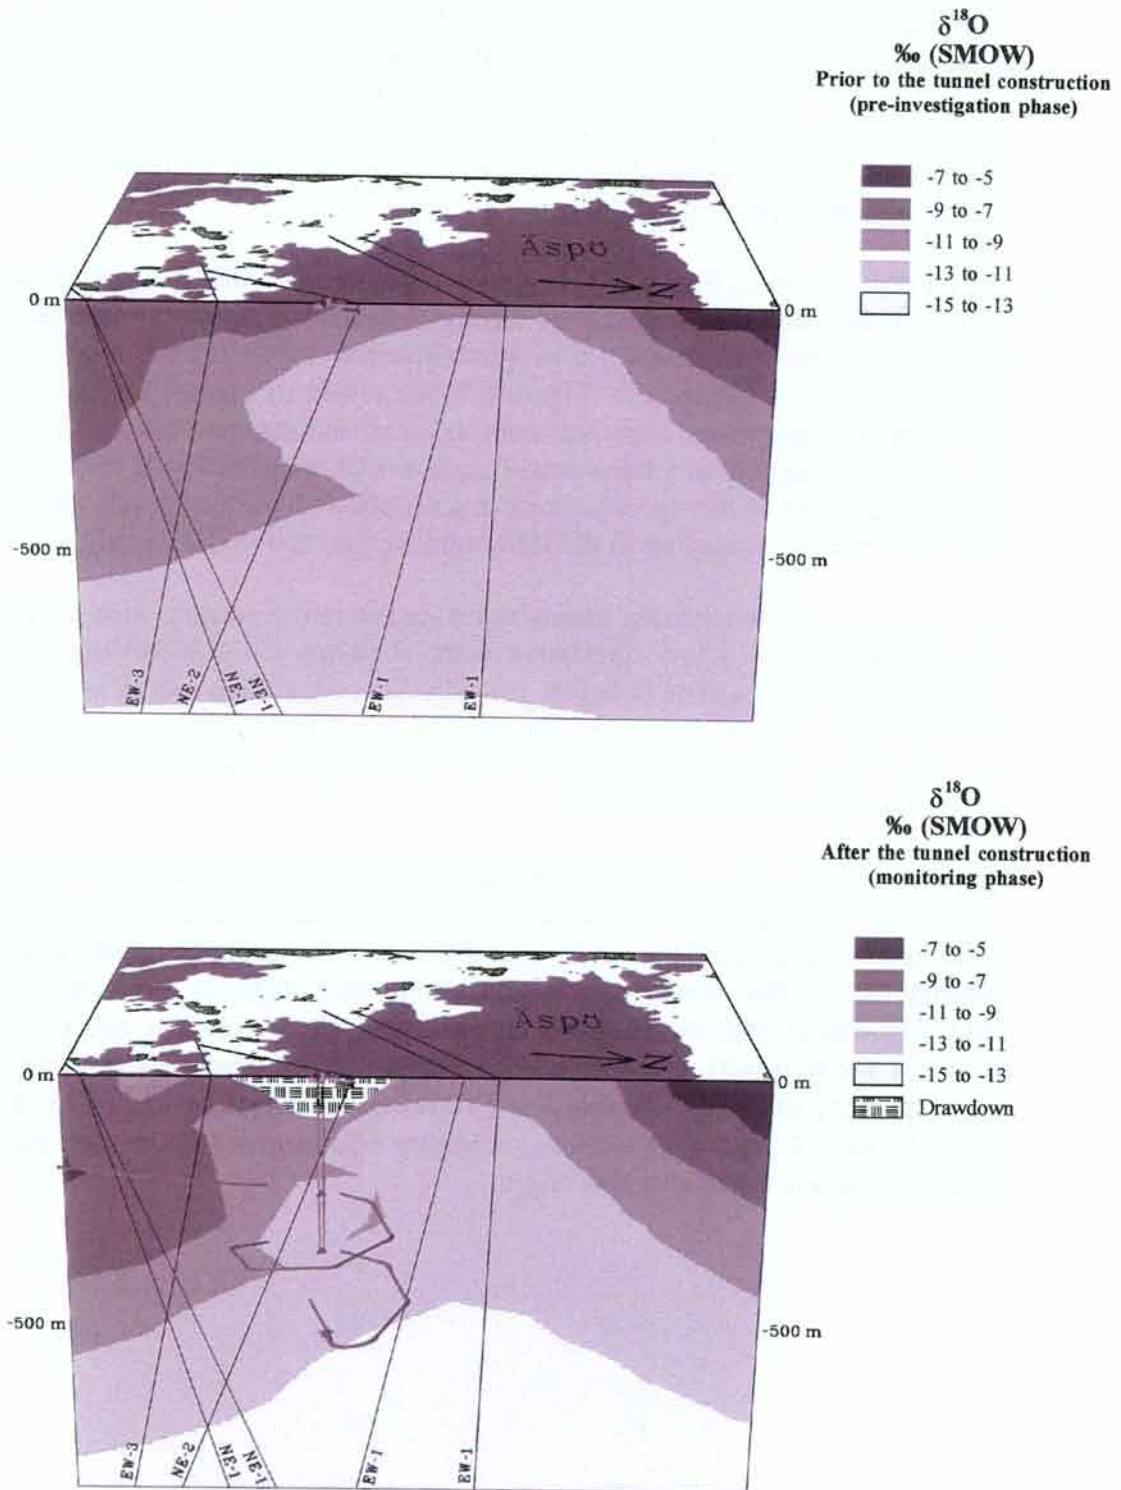 δ¹⁸O
‰ (SMOW)
Prior to the tunnel construction
(pre-investigation phase)
-7 to -5
-9 to -7
-11 to -9
-13 to -11
-15 to -13
Äspö
N
0 m
0 m
-500 m
-500 m
EW-3
NE-2
NE-1
NE-1
EW-1
EW-1
δ¹⁸O
‰ (SMOW)
After the tunnel construction
(monitoring phase)
-7 to -5
-9 to -7
-11 to -9
-13 to -11
-15 to -13
Drawdown
Äspö
N
0 m
0 m
-500 m
-500 m
EW-3
NE-2
NE-1
NE-1
EW-1
EW-1